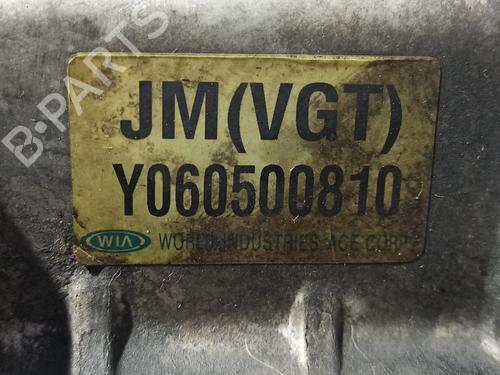 B·PARTS
JM(VGT)
Y060500810
WIA WORLD INDUSTRIES ACE CORP